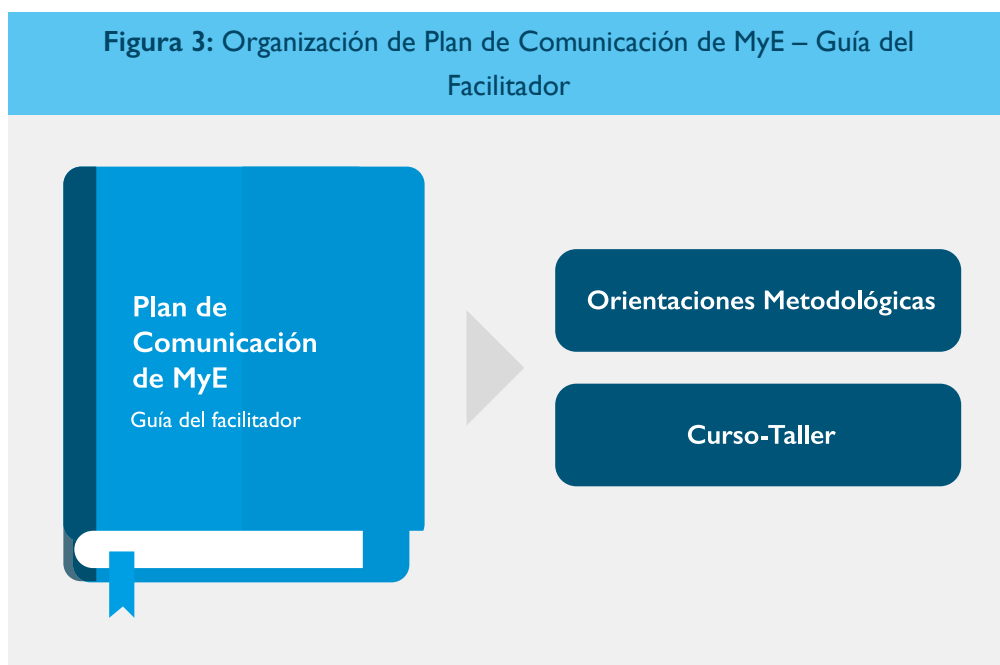 Figura 3: Organización de Plan de Comunicación de MyE – Guía del
Facilitador
Plan de
Comunicación
de MyE
Guía del facilitador
Orientaciones Metodológicas
Curso-Taller